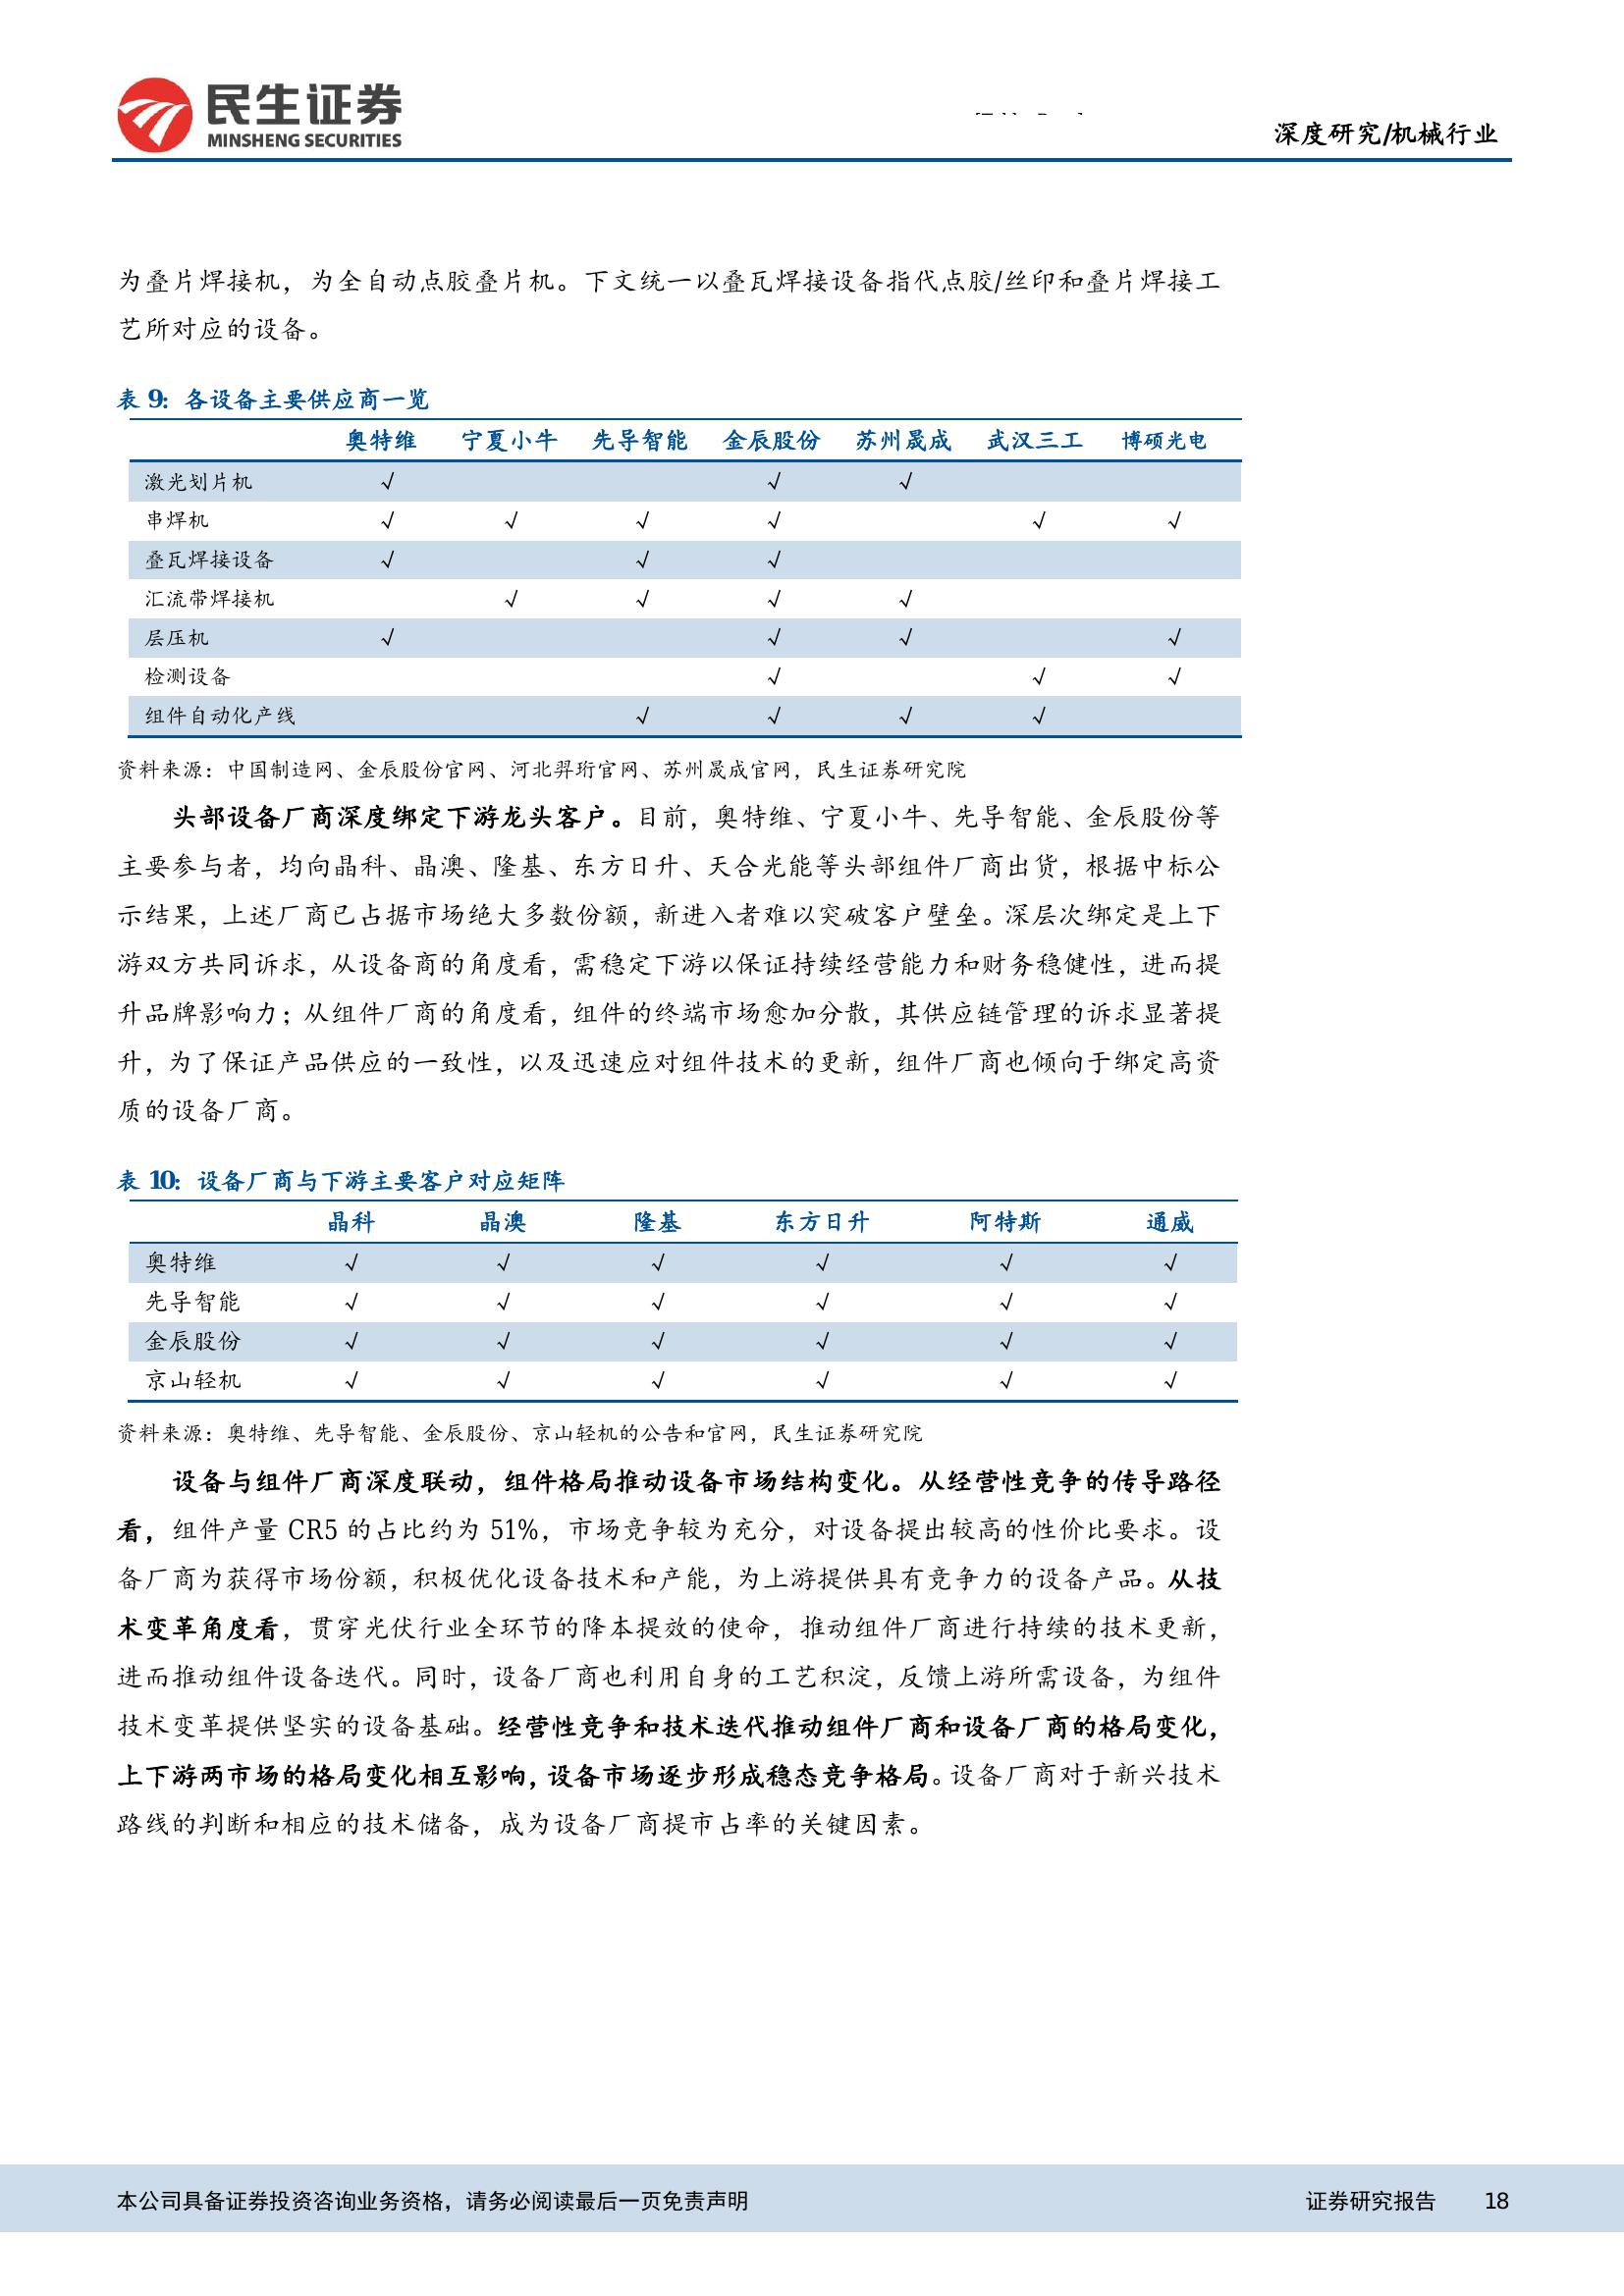 民生证券
MINSHENG SECURITIES
深度研究/机械行业
为叠片焊接机，为全自动点胶叠片机。下文统一以叠瓦焊接设备指代点胶/丝印和叠片焊接工
艺所对应的设备。
表 9：各设备主要供应商一览
奥特维 宁夏小牛 先导智能 金辰股份 苏州晟成 武汉三工 博硕光电
激光划片机 √ √ √
串焊机 √ √ √ √ √ √
叠瓦焊接设备 √ √ √
汇流带焊接机 √ √ √ √
层压机 √ √ √ √
检测设备 √ √ √
组件自动化产线 √ √ √ √
资料来源：中国制造网、金辰股份官网、河北羿珩官网、苏州晟成官网，民生证券研究院
头部设备厂商深度绑定下游龙头客户。目前，奥特维、宁夏小牛、先导智能、金辰股份等
主要参与者，均向晶科、晶澳、隆基、东方日升、天合光能等头部组件厂商出货，根据中标公
示结果，上述厂商已占据市场绝大多数份额，新进入者难以突破客户壁垒。深层次绑定是上下
游双方共同诉求，从设备商的角度看，需稳定下游以保证持续经营能力和财务稳健性，进而提
升品牌影响力；从组件厂商的角度看，组件的终端市场愈加分散，其供应链管理的诉求显著提
升，为了保证产品供应的一致性，以及迅速应对组件技术的更新，组件厂商也倾向于绑定高资
质的设备厂商。
表 10：设备厂商与下游主要客户对应矩阵
晶科 晶澳 隆基 东方日升 阿特斯 通威
奥特维 √ √ √ √ √ √
先导智能 √ √ √ √ √ √
金辰股份 √ √ √ √ √ √
京山轻机 √ √ √ √ √ √
资料来源：奥特维、先导智能、金辰股份、京山轻机的公告和官网，民生证券研究院
设备与组件厂商深度联动，组件格局推动设备市场结构变化。从经营性竞争的传导路径
看，组件产量 CR5 的占比约为 51%，市场竞争较为充分，对设备提出较高的性价比要求。设
备厂商为获得市场份额，积极优化设备技术和产能，为上游提供具有竞争力的设备产品。从技
术变革角度看，贯穿光伏行业全环节的降本提效的使命，推动组件厂商进行持续的技术更新，
进而推动组件设备迭代。同时，设备厂商也利用自身的工艺积淀，反馈上游所需设备，为组件
技术变革提供坚实的设备基础。经营性竞争和技术迭代推动组件厂商和设备厂商的格局变化，
上下游两市场的格局变化相互影响，设备市场逐步形成稳态竞争格局。设备厂商对于新兴技术
路线的判断和相应的技术储备，成为设备厂商提市占率的关键因素。
本公司具备证券投资咨询业务资格，请务必阅读最后一页免责声明 证券研究报告 18